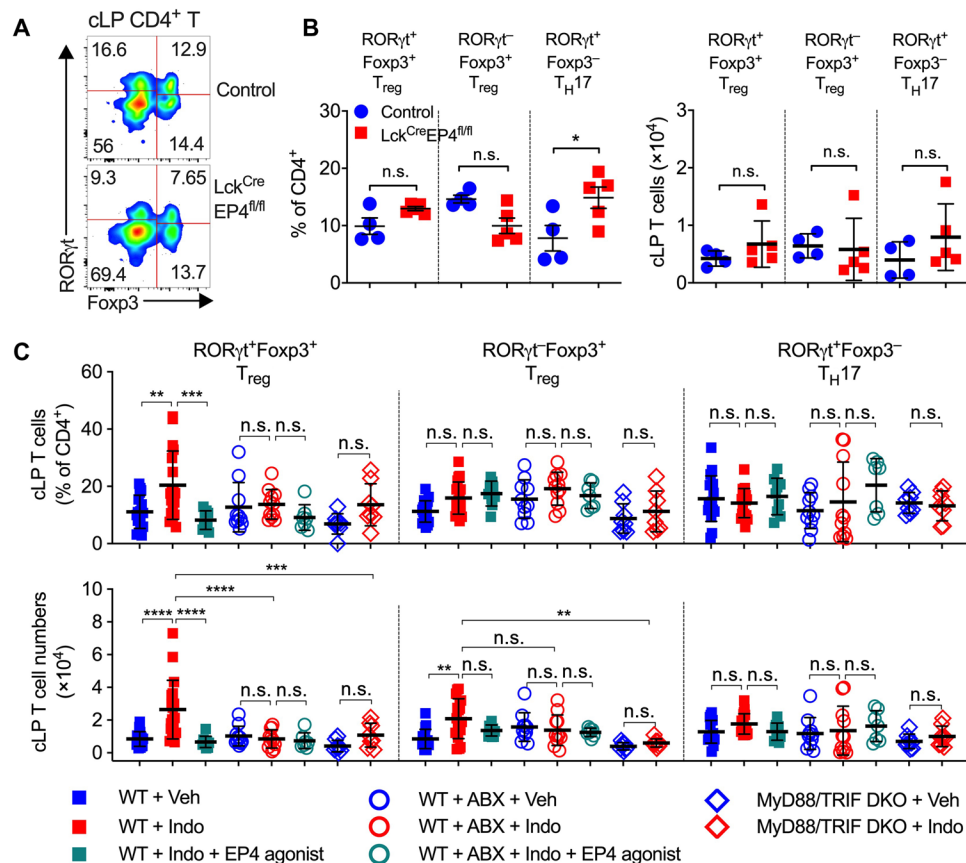 A
cLP CD4⁺ T
16.6 12.9
Control
56 14.4
9.3 7.65
Lck^Cre
EP4^fl/fl
69.4 13.7
RORγt
Foxp3
B
RORγt⁺ RORγt⁻ RORγt⁺
Foxp3⁺ Foxp3⁺ Foxp3⁻
T_reg T_reg T_H17
Control
Lck^CreEP4^fl/fl
% of CD4⁺
30
20
10
0
n.s. n.s. *
RORγt⁺ RORγt⁻ RORγt⁺
Foxp3⁺ Foxp3⁺ Foxp3⁻
T_reg T_reg T_H17
cLP T cells (×10⁴)
3
2
1
0
n.s. n.s. n.s.
C
RORγt⁺Foxp3⁺ RORγt⁻Foxp3⁺ RORγt⁺Foxp3⁻
T_reg T_reg T_H17
cLP T cells
(% of CD4⁺)
60
40
20
0
** *** n.s. n.s. n.s. n.s. n.s. n.s. n.s. n.s. n.s. n.s. n.s. n.s. n.s.
cLP T cell numbers
(×10⁴)
10
8
6
4
2
0
***
****
**** **** n.s. n.s. n.s.
**
n.s.
** n.s. n.s. n.s. n.s.
n.s. n.s. n.s. n.s. n.s.
WT + Veh WT + ABX + Veh MyD88/TRIF DKO + Veh
WT + Indo WT + ABX + Indo MyD88/TRIF DKO + Indo
WT + Indo + EP4 agonist WT + ABX + Indo + EP4 agonist